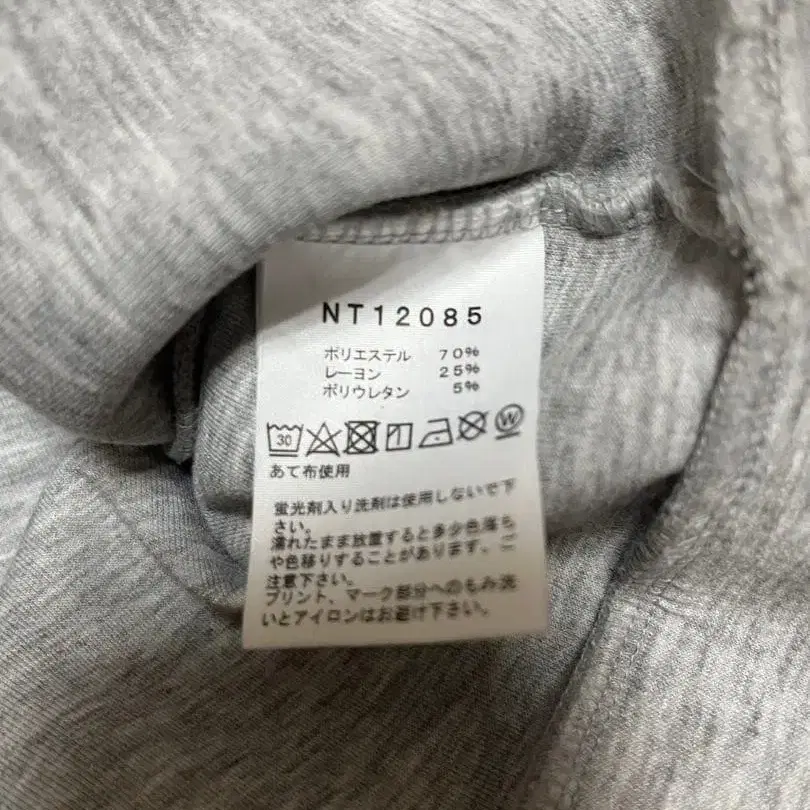 NT12085
ポリエステル 70%
レーヨン 25%
ポリウレタン 5%
30
W
あて布使用
蛍光剤入り洗剤は使用しないで下
さい。
濡れたまま放置すると多少色落ち
や色移りすることがあります、ご
注意下さい。
プリント、マーク部分へのもみ洗
いとアイロンはお避け下さい。